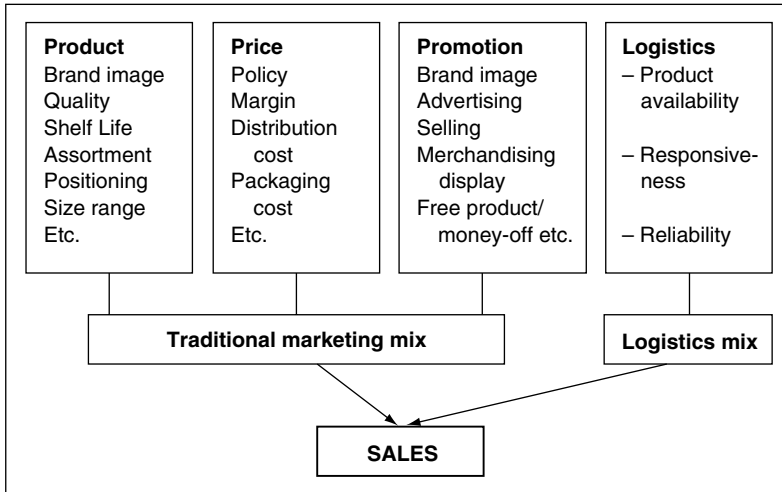 Product
Brand image
Quality
Shelf Life
Assortment
Positioning
Size range
Etc.
Price
Policy
Margin
Distribution
cost
Packaging
cost
Etc.
Promotion
Brand image
Advertising
Selling
Merchandising
display
Free product/
money-off etc.
Logistics
– Product
availability
– Responsive-
ness
– Reliability
Traditional marketing mix
Logistics mix
SALES